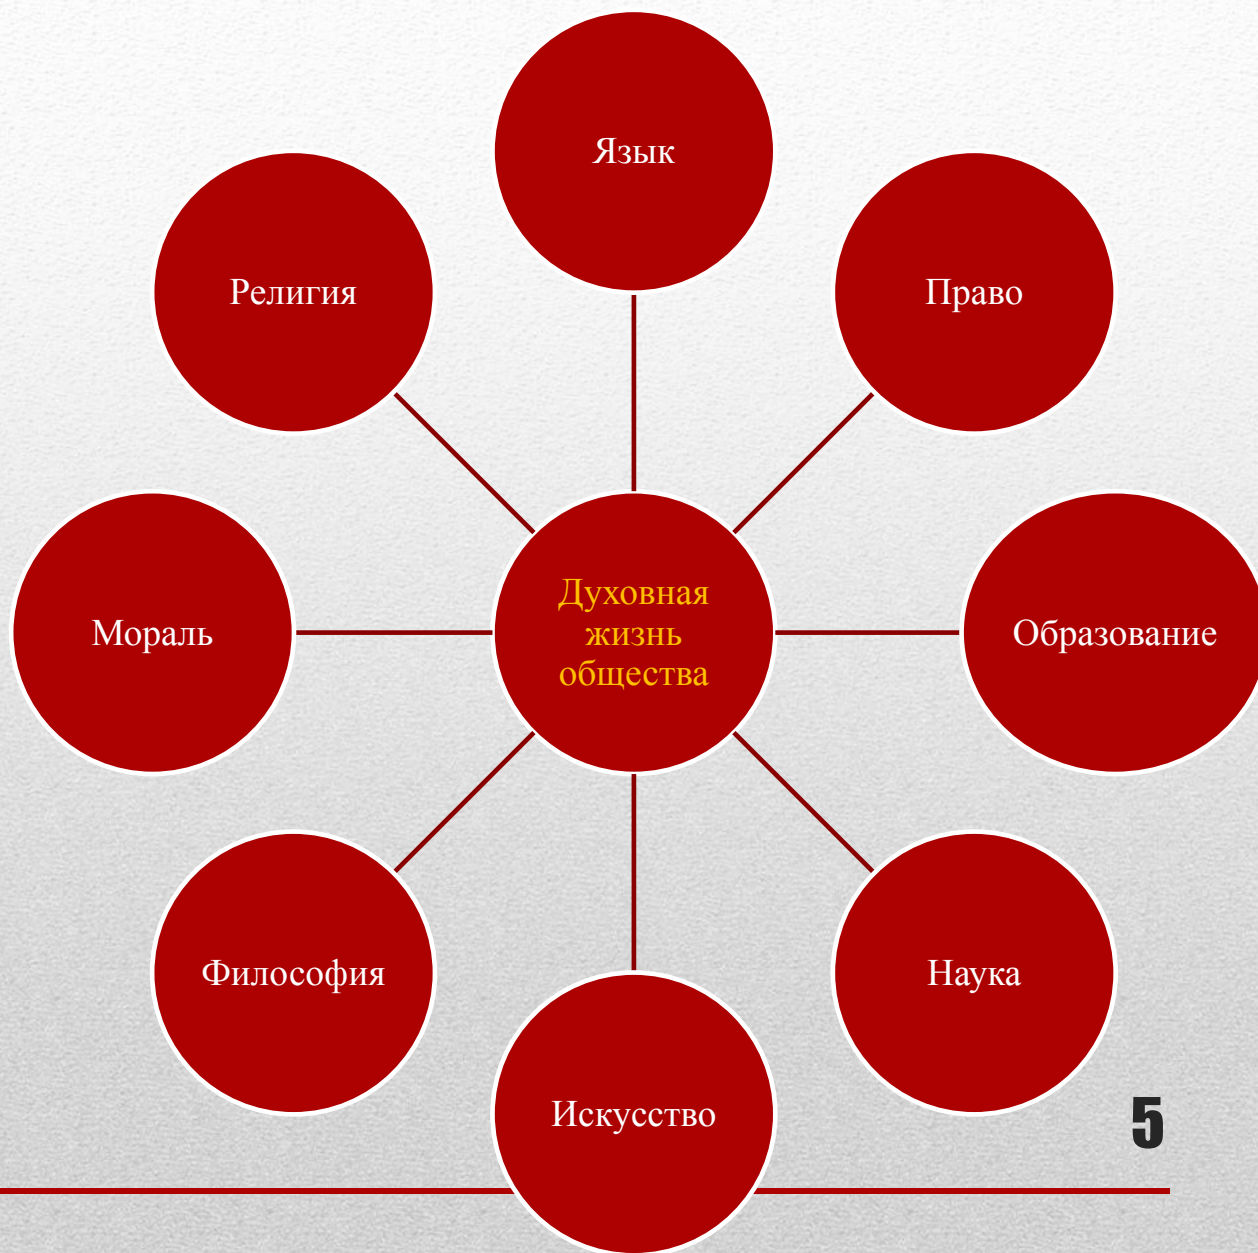 Язык
Религия
Право
Духовная
жизнь
общества
Мораль
Образование
Философия
Наука
Искусство
5